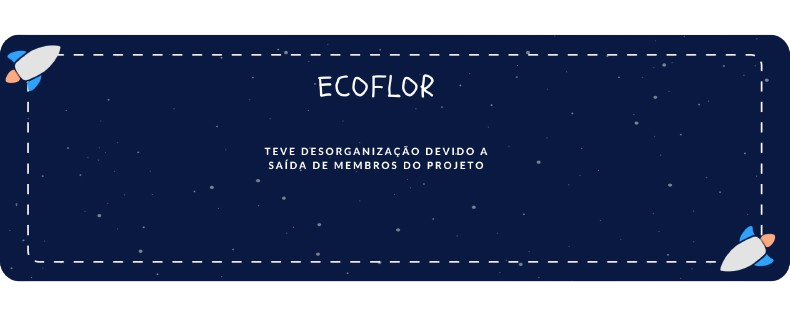 ECOFLOR
TEVE DESORGANIZAÇÃO DEVIDO A
SAÍDA DE MEMBROS DO PROJETO